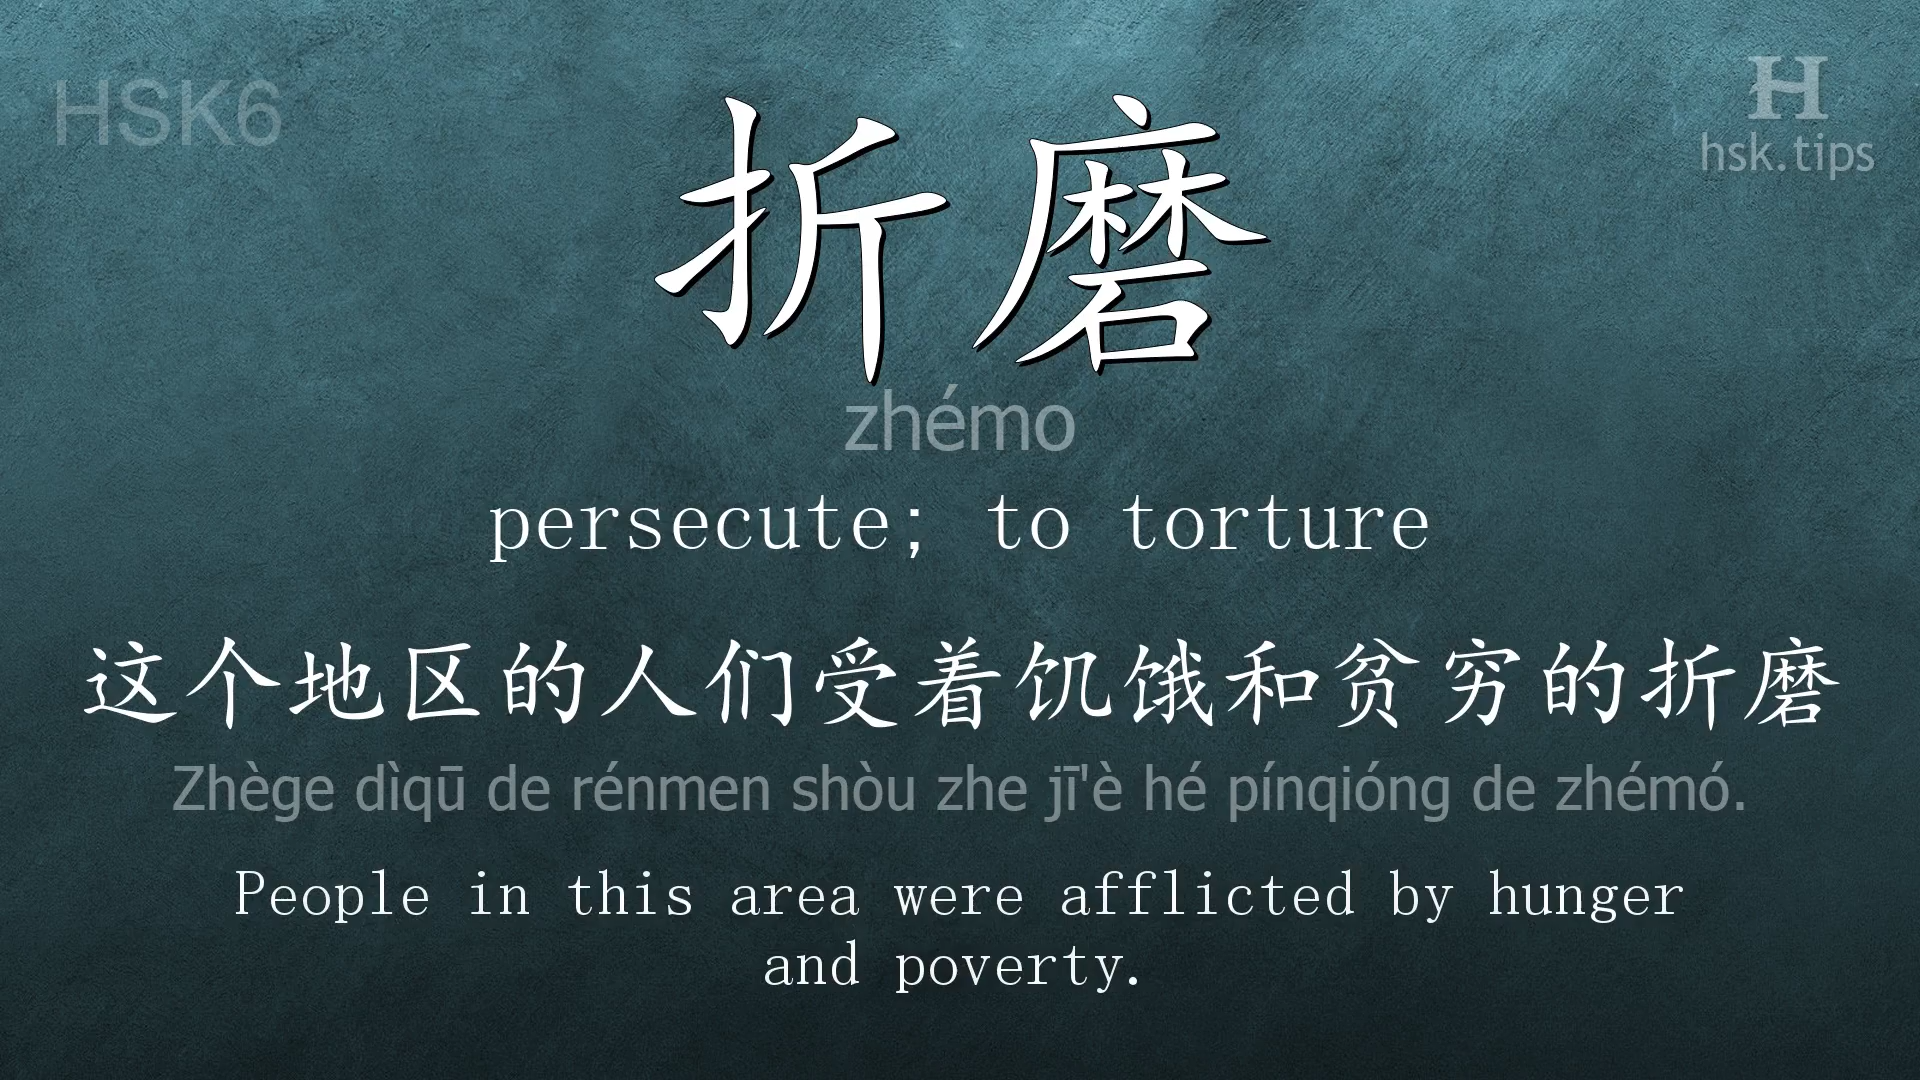 HSK6
H
hsk.tips
折磨
zhémo
persecute; to torture
这个地区的人们受着饥饿和贫穷的折磨
Zhège dìqū de rénmen shòu zhe jī'è hé pínqióng de zhémó.
People in this area were afflicted by hunger
and poverty.